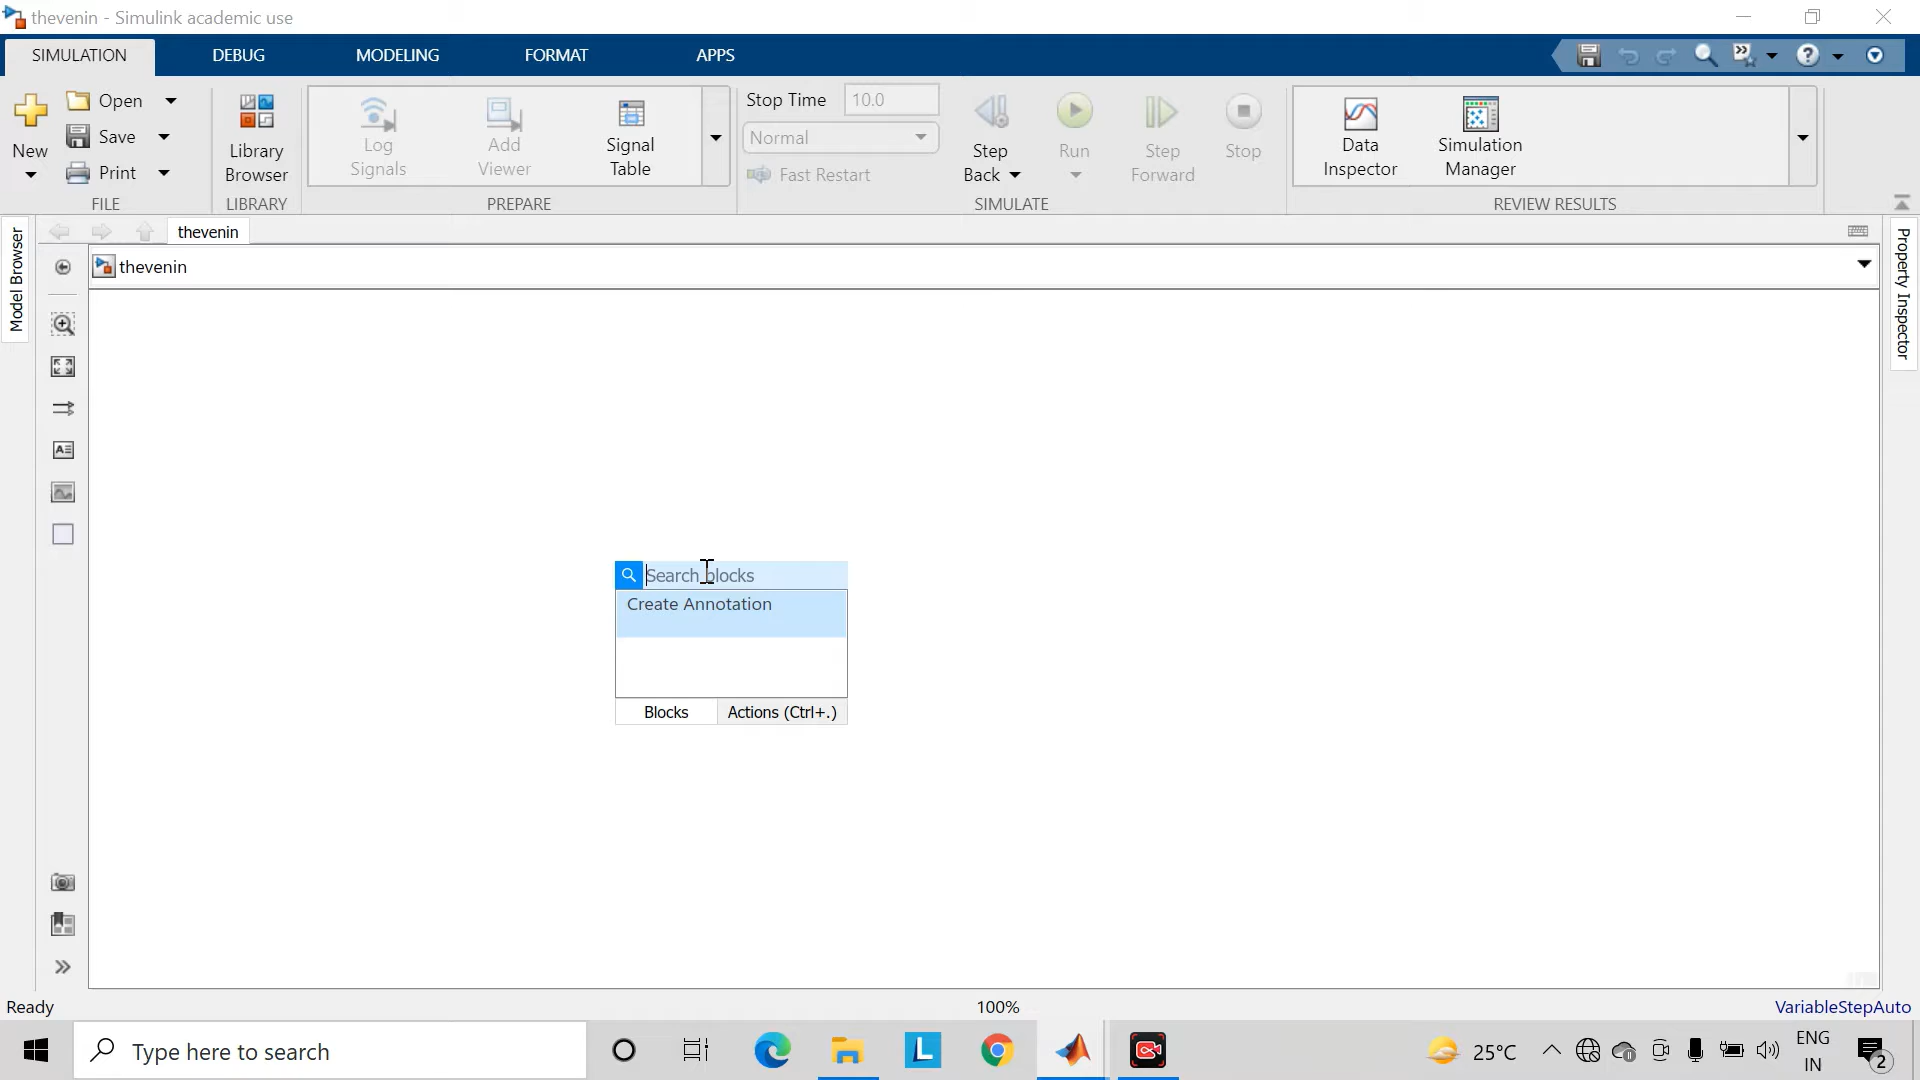 thevenin - Simulink academic use
SIMULATION DEBUG MODELING FORMAT APPS
New
Open
Save
Print
FILE
Library Browser
LIBRARY
Log Signals
Add Viewer
Signal Table
PREPARE
Stop Time 10.0
Normal
Fast Restart
Step Back
Run
Step Forward
Stop
SIMULATE
Data Inspector
Simulation Manager
REVIEW RESULTS
Model Browser
thevenin
thevenin
Property Inspector
Search blocks
Create Annotation
Blocks Actions (Ctrl+.)
Ready 100% VariableStepAuto
Type here to search
L
25°C
ENG
IN
2